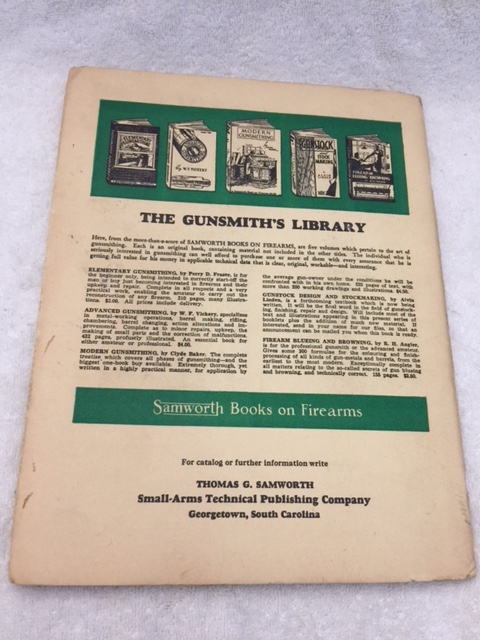 ELEMENTARY GUNSMITHING
By W. F. VICKERY
MODERN GUNSMITHING
GUNSTOCK
STOCK MAKING
FIREARM BLUEING AND BROWNING
THE GUNSMITH'S LIBRARY
Here, from the more-than-a-score of SAMWORTH BOOKS ON FIREARMS, are five volumes which pertain to the art of
gunsmithing. Each is an original book, containing material not included in the other titles. The individual who is
seriously interested in gunsmithing can well afford to purchase one or more of them with every assurance that he is
getting full value for his money in applicable technical data that is clear, original, workable—and interesting.
ELEMENTARY GUNSMITHING, by Perry D. Frazer, is for
the beginner only, being intended to correctly start-off the
man or boy just becoming interested in firearms and their
upkeep and repair. Complete in all respects and a very
practical work, enabling the amateur to carry out the
reconstruction of any firearm. 210 pages, many illustra-
tions. $2.00. All prices include delivery.
ADVANCED GUNSMITHING, by W. F. Vickery, specializes
in metal-working operations, barrel making, rifling,
chambering, barrel changing, action alterations and im-
provements. Complete as to minor repairs, upkeep, the
making of small parts and the correction of malfunctions.
432 pages, profusely illustrated. An essential book for
either amateur or professional. $4.00.
MODERN GUNSMITHING, by Clyde Baker. The complete
treatise which covers all phases of gunsmithing—and the
biggest one-book buy available. Extremely thorough, yet
written in a highly practical manner, for application by
the average gun-owner under the conditions he will be
confronted with in his own home. 525 pages of text, with
more than 200 working drawings and illustrations. $4.50.
GUNSTOCK DESIGN AND STOCKMAKING, by Alvin
Linden, is a forthcoming textbook which is now being
written. It will be the final word in the field of gunstock-
ing, finishing, repair and design. Will include most of the
text and illustrations appearing in this present series of
booklets plus the addition of much new material. If
interested, send in your name for our files, so that an
announcement can be mailed you when this book is ready.
FIREARM BLUEING AND BROWNING, by R. H. Angier,
is for the professional gunsmith or the advanced amateur.
Gives some 200 formulae for the colouring and finish-
processing of all kinds of gun-metals and barrels, from the
earliest to the most modern. Exceptionally complete in
all matters relating to the so-called secrets of gun blueing
and browning, and technically correct. 155 pages. $2.50.
Samworth Books on Firearms
For catalog or further information write
THOMAS G. SAMWORTH
Small-Arms Technical Publishing Company
Georgetown, South Carolina